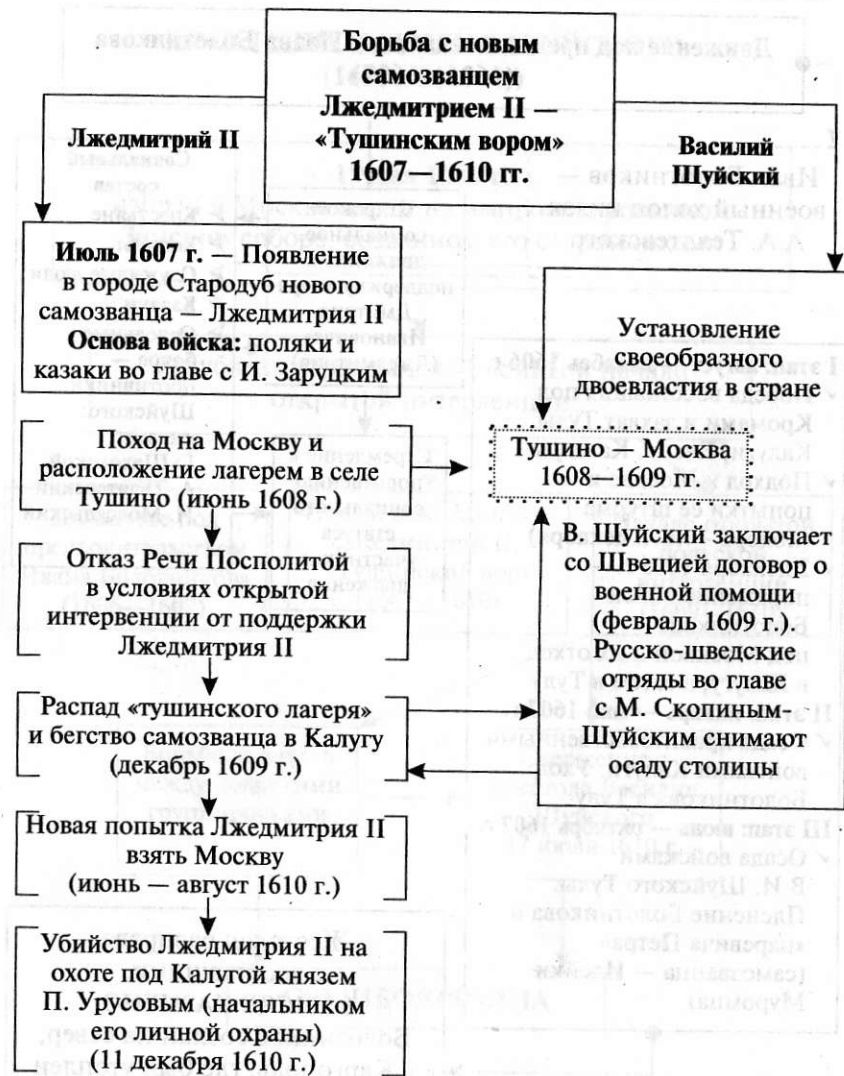 Борьба с новым
самозванцем
Лжедмитрием II —
«Тушинским вором»
1607— 1610 гг.
Лжедмитрий II
Василий
Шуйский
Июль 1607 г. — Появление
в городе Стародуб нового
самозванца — Лжедмитрия II
Основа войска: поляки и
казаки во главе с И. Заруцким
Установление
своеобразного
двоевластия в стране
Поход на Москву и
расположение лагерем в селе
Тушино (июнь 1608 г.)
Тушино – Москва
1608– 1609 гг.
Отказ Речи Посполитой
в условиях открытой
интервенции от поддержки
Лжедмитрия II
В. Шуйский заключает
со Швецией договор о
военной помощи
(февраль 1609 г.).
Русско-шведские
отряды во главе
с М. Скопиным-
Шуйским снимают
осаду столицы
Распад «тушинского лагеря»
и бегство самозванца в Калугу
(декабрь 1609 г.)
Новая попытка Лжедмитрия II
взять Москву
(июнь — август 1610 г.)
Убийство Лжедмитрия II на
охоте под Калугой князем
П. Урусовым (начальником
его личной охраны)
(11 декабря 1610 г.)